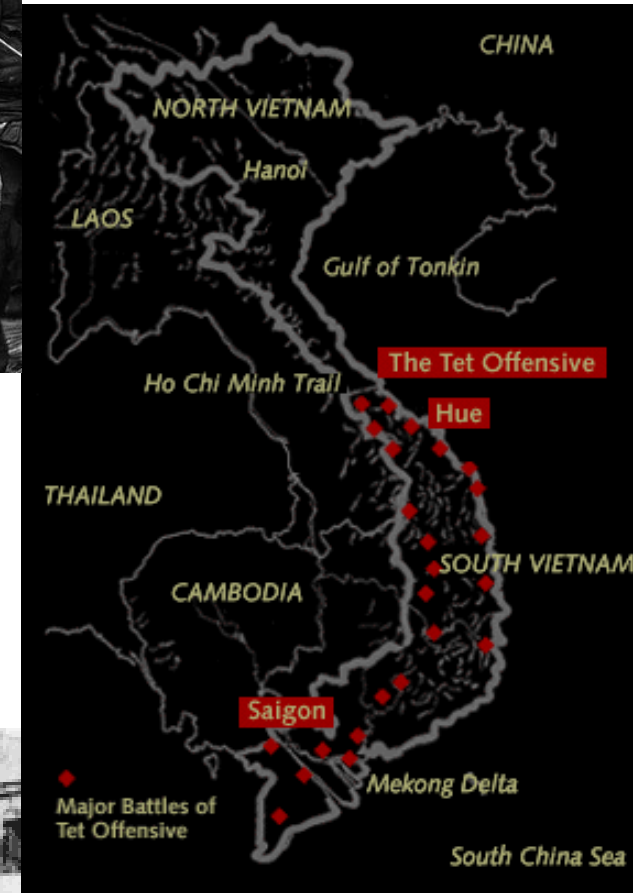 CHINA
NORTH VIETNAM
Hanoi
LAOS
Gulf of Tonkin
The Tet Offensive
Ho Chi Minh Trail
Hue
THAILAND
SOUTH VIETNAM
CAMBODIA
Saigon
Mekong Delta
Major Battles of
Tet Offensive
South China Sea